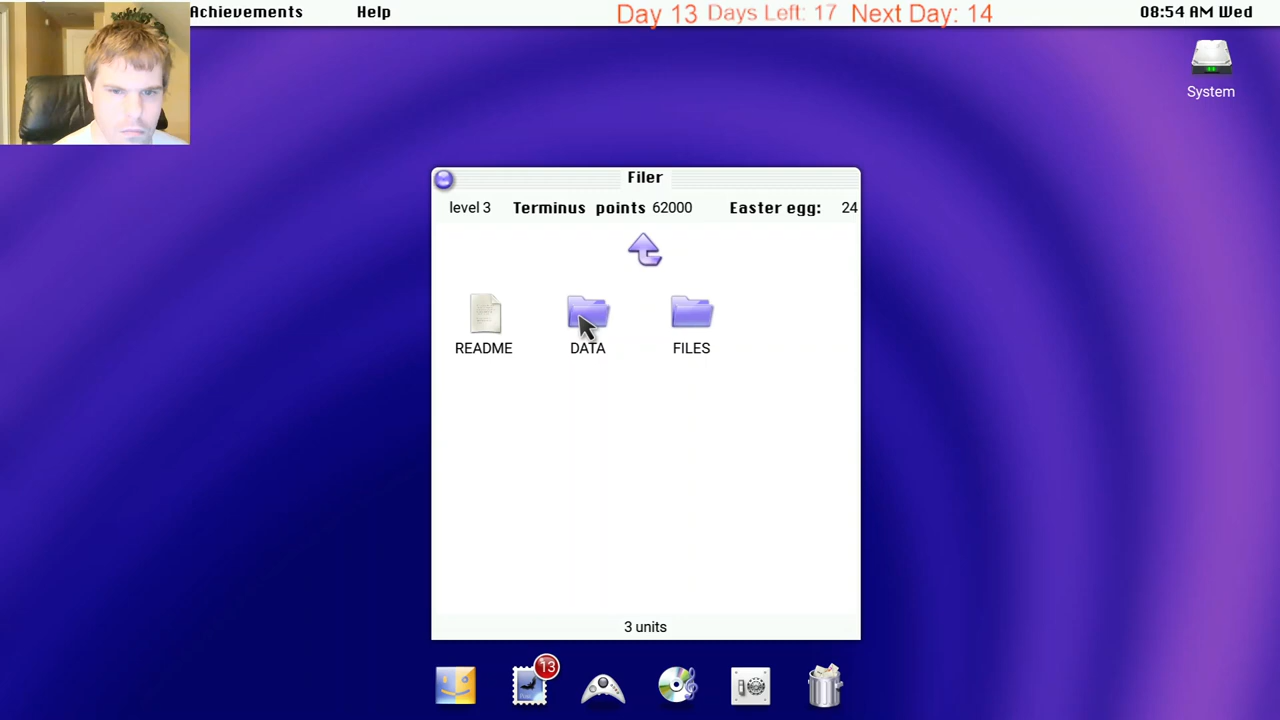 Achievements Help Day 13 Days Left: 17 Next Day: 14 08:54 AM Wed
System
Filer
level 3 Terminus points 62000 Easter egg: 24
README DATA FILES
3 units
13